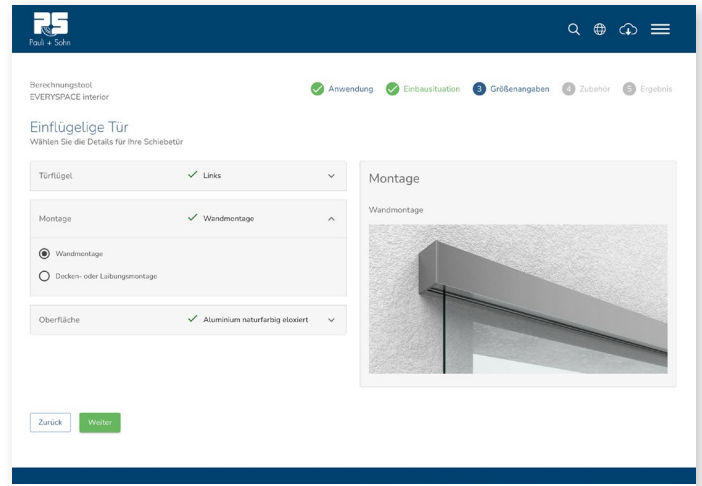 PS
Pauli + Sohn
Berechnungstool
EVERYSPACE interior
Anwendung
Einbausituation
3 Größenangaben
4 Zubehör
5 Ergebnis
Einflügelige Tür
Wählen Sie die Details für Ihre Schiebetür
Türflügel Links
Montage Wandmontage
Wandmontage
Decken- oder Laibungsmontage
Oberfläche Aluminium naturfarbig eloxiert
Montage
Wandmontage
Zurück Weiter